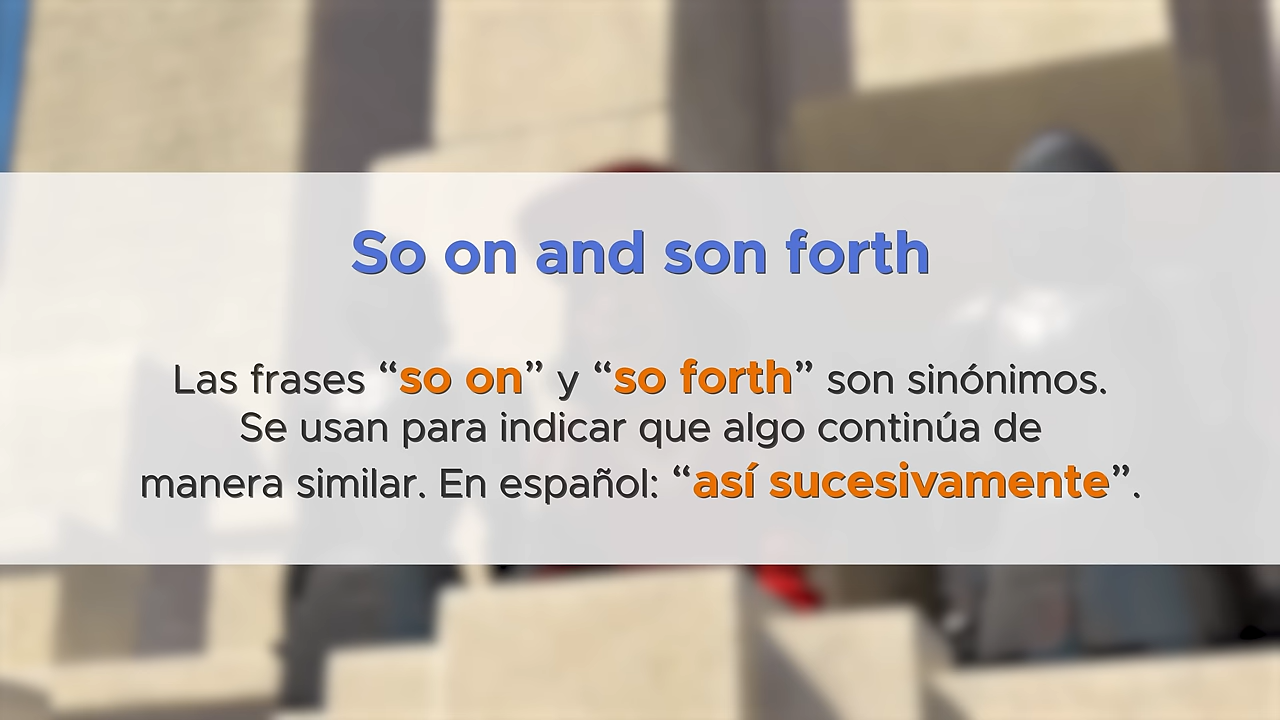 So on and son forth
Las frases “so on” y “so forth” son sinónimos.
Se usan para indicar que algo continúa de
manera similar. En español: “así sucesivamente”.